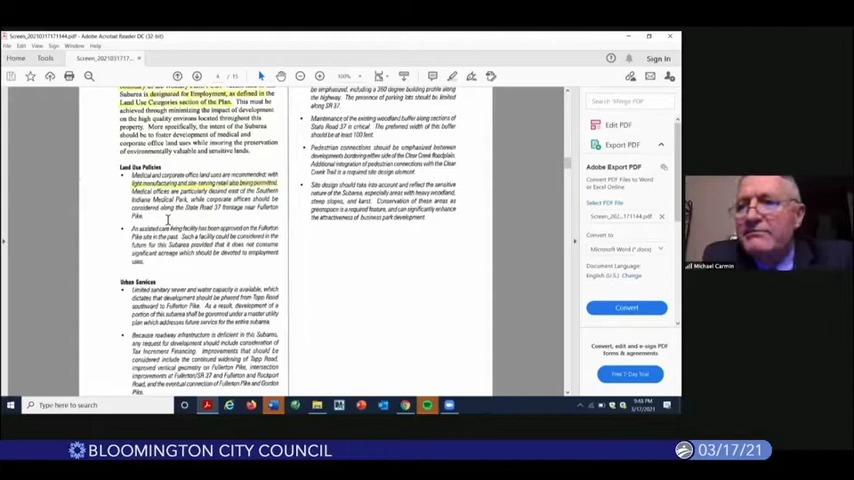 Screen_20210317171144.pdf - Adobe Acrobat Reader DC (32-bit)
File Edit View Sign Window Help
Home Tools Screen_2021031717... × Sign In
/ 15 100%
Subarea is designated for Employment, as defined in the
Land Use Categories section of the Plan. This must be
achieved through minimizing the impact of development
on the high quality environs located throughout this
property. More specifically, the intent of the Subarea
should be to foster development of medical and
corporate office land uses while insuring the preservation
of environmentally valuable and sensitive lands.
Land Use Policies
• Medical and corporate office land uses are recommended, with
light manufacturing and site-serving retail also being permitted.
Medical offices are particularly desired east of the Southern
Indiana Medical Park, while corporate offices should be
considered along the State Road 37 frontage near Fullerton
Pike.
• An assisted care living facility has been approved on the Fullerton
Pike site in the past. Such a facility could be considered in the
future for this Subarea provided that it does not consume
significant acreage which should be devoted to employment
uses.
Urban Services
• Limited sanitary sewer and water capacity is available, which
dictates that development should be phased from Tapp Road
southward to Fullerton Pike. As a result, development of a
portion of this subarea shall be governed under a master utility
plan which addresses future service for the entire subarea.
• Because roadway infrastructure is deficient in this Subarea,
any request for development should include consideration of
Tax Increment Financing. Improvements that should be
considered include the continued widening of Tapp Road,
improved vertical geometry on Fullerton Pike, intersection
improvements at Fullerton/SR 37 and Fullerton and Rockport
Road, and the eventual connection of Fullerton Pike and Gordon
Pike.
be emphasized, including a 360 degree building profile along
the highway. The presence of parking lots should be limited
along SR 37.
• Maintenance of the existing woodland buffer along sections of
State Road 37 is critical. The preferred width of this buffer
should be at least 100 feet.
• Pedestrian connections should be emphasized between
developments bordering either side of the Clear Creek floodplain.
Additional integration of pedestrian connections with the Clear
Creek Trail is a required site improvement.
• Site design should take into account and reflect the sensitive
nature of the Subarea, especially areas with heavy woodland,
steep slopes, and karst. Conservation of these areas as
greenspace is a required feature, and can significantly enhance
the attractiveness of business park development.
Search 'Merge PDF'
Edit PDF
Export PDF
Adobe Export PDF
Convert PDF Files to Word
or Excel Online
Select PDF File
Screen_202...171144.pdf ×
Convert to
Microsoft Word (*.docx)
Document Language:
English (U.S.) Change
Convert
Convert, edit and e-sign PDF
forms & agreements
Free 7-Day Trial
Michael Carmin
Type here to search
9:43 PM
3/17/2021
BLOOMINGTON CITY COUNCIL
03/17/21